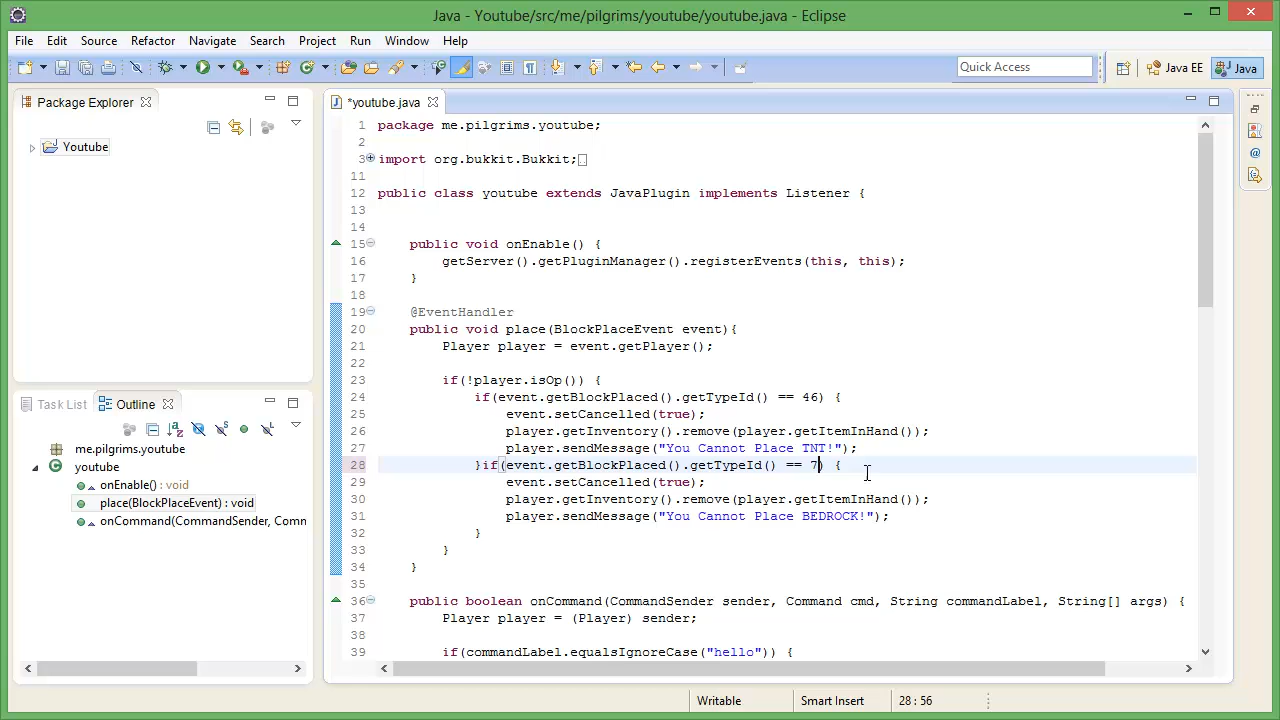 Java - Youtube/src/me/pilgrims/youtube/youtube.java - Eclipse
File Edit Source Refactor Navigate Search Project Run Window Help
Quick Access
Java EE
Java
Package Explorer
*youtube.java
Youtube
1 package me.pilgrims.youtube;
2
3 import org.bukkit.Bukkit;
11
12 public class youtube extends JavaPlugin implements Listener {
13
14
15 public void onEnable() {
16 getServer().getPluginManager().registerEvents(this, this);
17 }
18
19 @EventHandler
20 public void place(BlockPlaceEvent event){
21 Player player = event.getPlayer();
22
23 if(!player.isOp()) {
24 if(event.getBlockPlaced().getTypeId() == 46) {
25 event.setCancelled(true);
26 player.getInventory().remove(player.getItemInHand());
27 player.sendMessage("You Cannot Place TNT!");
28 }if(event.getBlockPlaced().getTypeId() == 7) {
29 event.setCancelled(true);
30 player.getInventory().remove(player.getItemInHand());
31 player.sendMessage("You Cannot Place BEDROCK!");
32 }
33 }
34 }
35
36 public boolean onCommand(CommandSender sender, Command cmd, String commandLabel, String[] args) {
37 Player player = (Player) sender;
38
39 if(commandLabel.equalsIgnoreCase("hello")) {
Task List
Outline
me.pilgrims.youtube
youtube
onEnable() : void
place(BlockPlaceEvent) : void
onCommand(CommandSender, Comm
Writable
Smart Insert
28 : 56